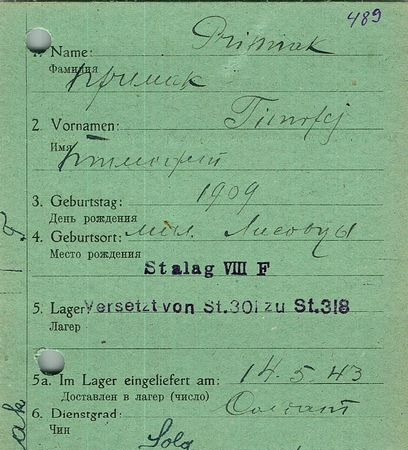 489
1. Name: Primak
Фамилия
Примак
2. Vornamen: Timofej
Имя
Тимофей
3. Geburtstag: 1909
День рождения
4. Geburtsort: Лисовцы
Место рождения
Stalag VIII F
5. Lager Versetzt von St.301 zu St.318
Лагерь
5a. Im Lager eingeliefert am: 14.5.43
Доставлен в лагерь (число)
6. Dienstgrad:
Чин
Sold